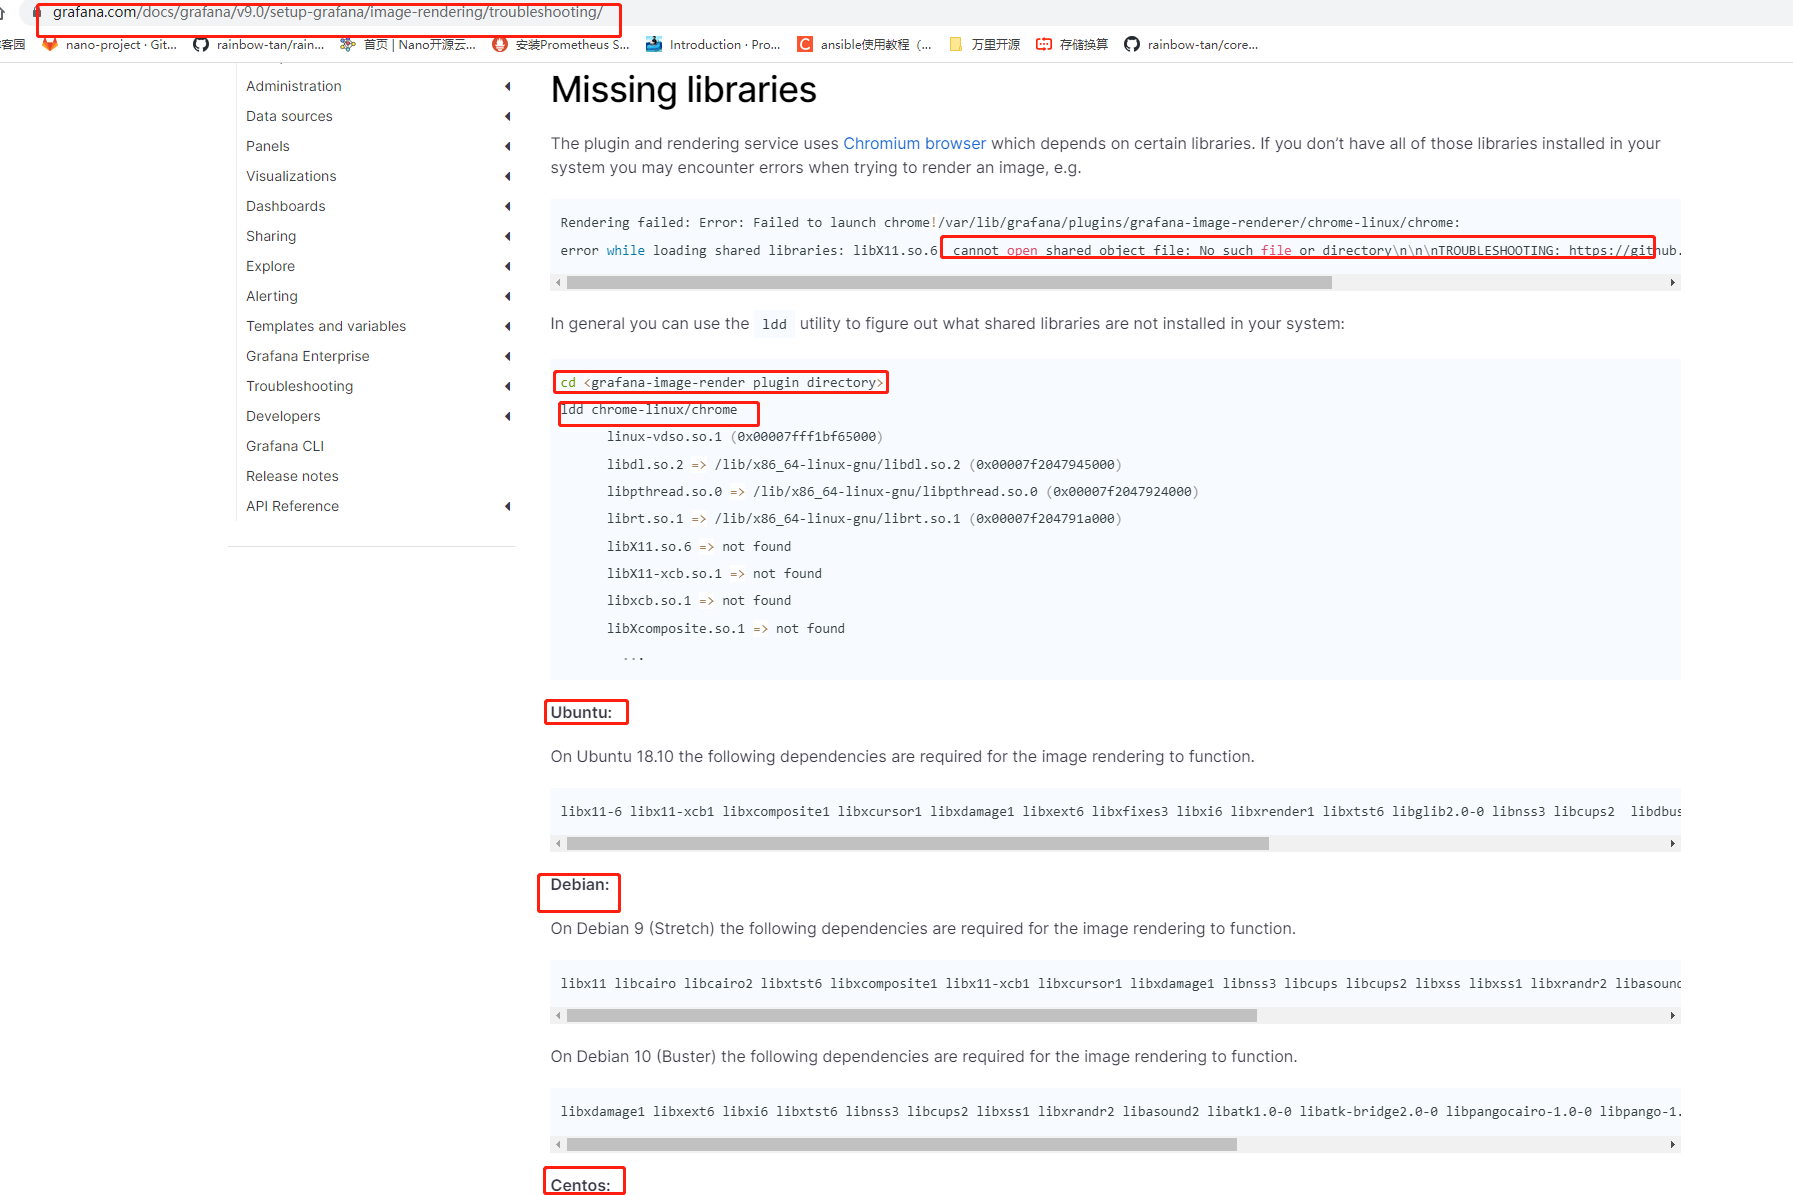 grafana.com/docs/grafana/v9.0/setup-grafana/image-rendering/troubleshooting/
客园 nano-project · Git... rainbow-tan/rain... 首页 | Nano开源云... 安装Prometheus S... Introduction · Pro... ansible使用教程（... 万里开源 存储换算 rainbow-tan/core...
Administration
Data sources
Panels
Visualizations
Dashboards
Sharing
Explore
Alerting
Templates and variables
Grafana Enterprise
Troubleshooting
Developers
Grafana CLI
Release notes
API Reference
Missing libraries
The plugin and rendering service uses Chromium browser which depends on certain libraries. If you don’t have all of those libraries installed in your
system you may encounter errors when trying to render an image, e.g.
Rendering failed: Error: Failed to launch chrome!/var/lib/grafana/plugins/grafana-image-renderer/chrome-linux/chrome:
error while loading shared libraries: libX11.so.6 cannot open shared object file: No such file or directory\n\n\nTROUBLESHOOTING: https://github.
In general you can use the ldd utility to figure out what shared libraries are not installed in your system:
cd <grafana-image-render plugin directory>
ldd chrome-linux/chrome
linux-vdso.so.1 (0x00007fff1bf65000)
libdl.so.2 => /lib/x86_64-linux-gnu/libdl.so.2 (0x00007f2047945000)
libpthread.so.0 => /lib/x86_64-linux-gnu/libpthread.so.0 (0x00007f2047924000)
librt.so.1 => /lib/x86_64-linux-gnu/librt.so.1 (0x00007f204791a000)
libX11.so.6 => not found
libX11-xcb.so.1 => not found
libxcb.so.1 => not found
libXcomposite.so.1 => not found
...
Ubuntu:
On Ubuntu 18.10 the following dependencies are required for the image rendering to function.
libx11-6 libx11-xcb1 libxcomposite1 libxcursor1 libxdamage1 libxext6 libxfixes3 libxi6 libxrender1 libxtst6 libglib2.0-0 libnss3 libcups2 libdbus
Debian:
On Debian 9 (Stretch) the following dependencies are required for the image rendering to function.
libx11 libcairo libcairo2 libxtst6 libxcomposite1 libx11-xcb1 libxcursor1 libxdamage1 libnss3 libcups libcups2 libxss libxss1 libxrandr2 libasound
On Debian 10 (Buster) the following dependencies are required for the image rendering to function.
libxdamage1 libxext6 libxi6 libxtst6 libnss3 libcups2 libxss1 libxrandr2 libasound2 libatk1.0-0 libatk-bridge2.0-0 libpangocairo-1.0-0 libpango-1.
Centos: